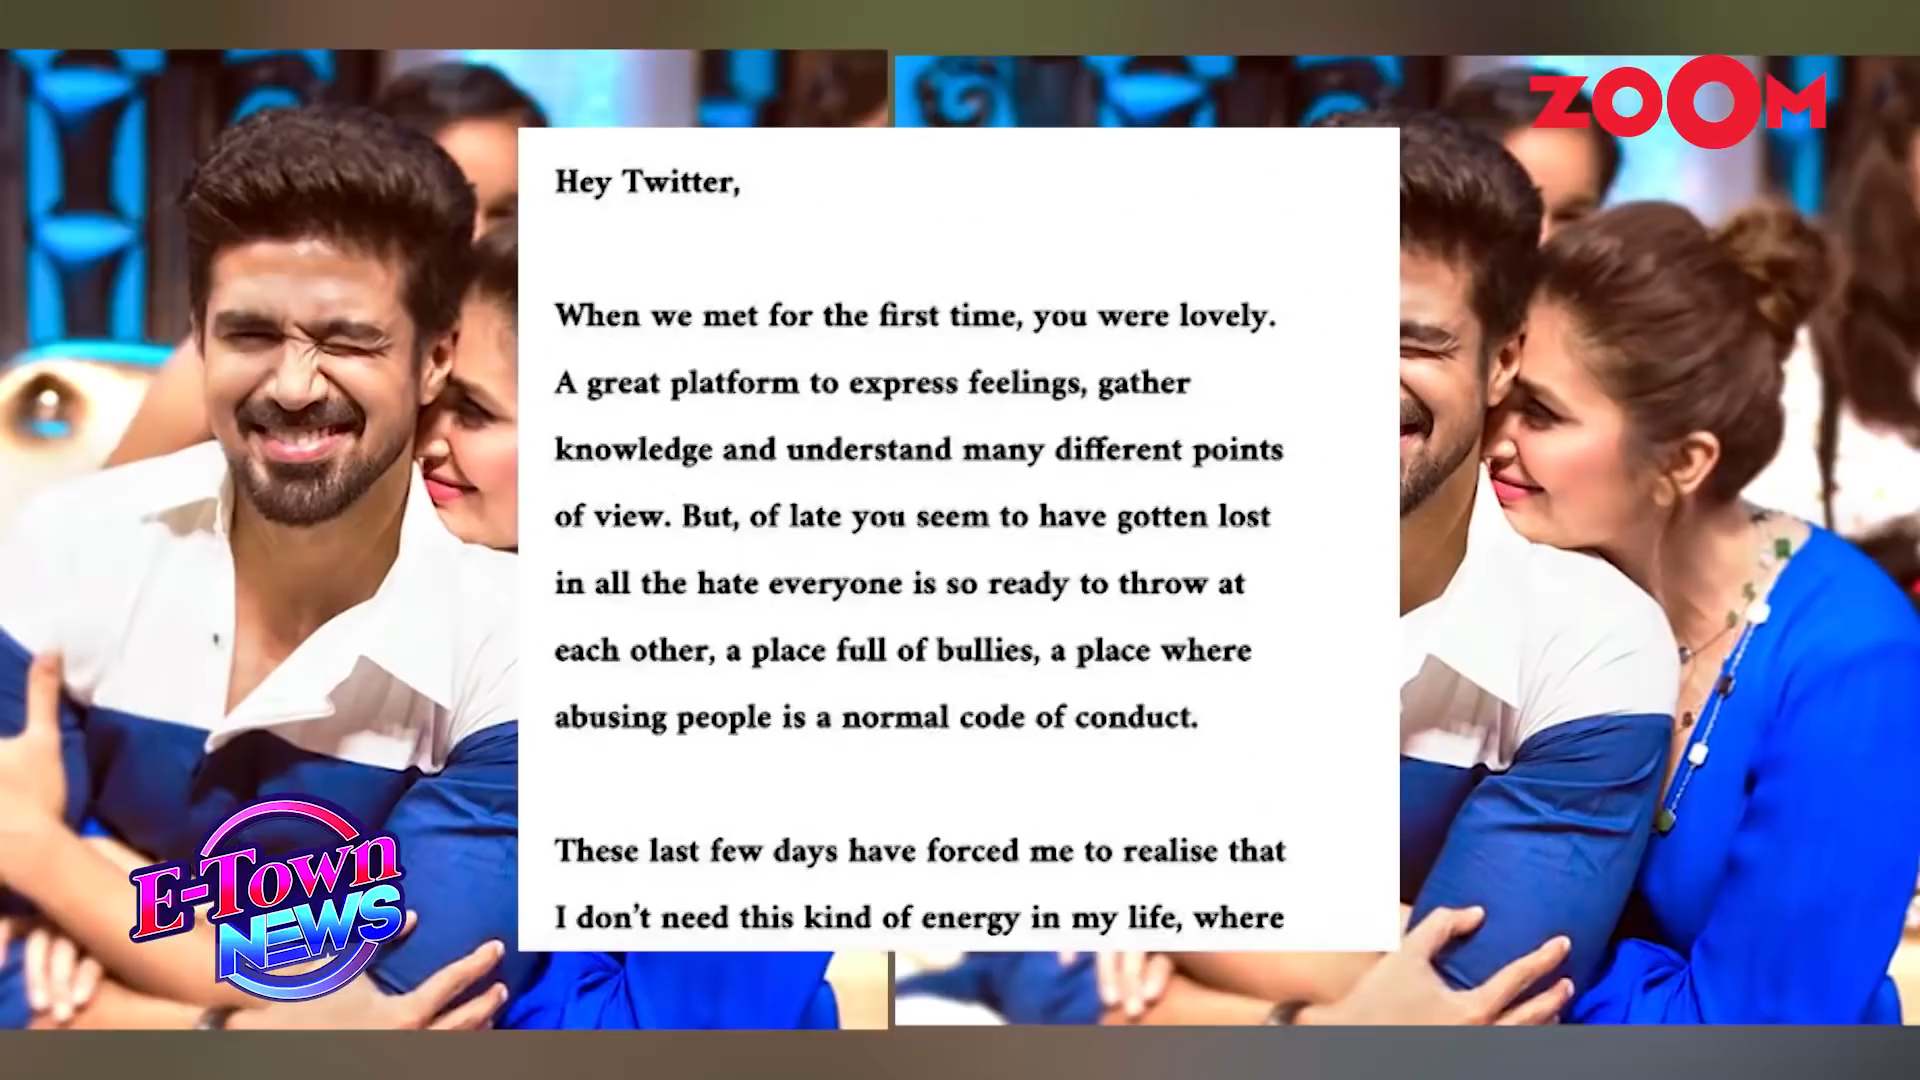 ZOOM
Hey Twitter,
When we met for the first time, you were lovely.
A great platform to express feelings, gather
knowledge and understand many different points
of view. But, of late you seem to have gotten lost
in all the hate everyone is so ready to throw at
each other, a place full of bullies, a place where
abusing people is a normal code of conduct.
These last few days have forced me to realise that
I don’t need this kind of energy in my life, where
E-Town
NEWS